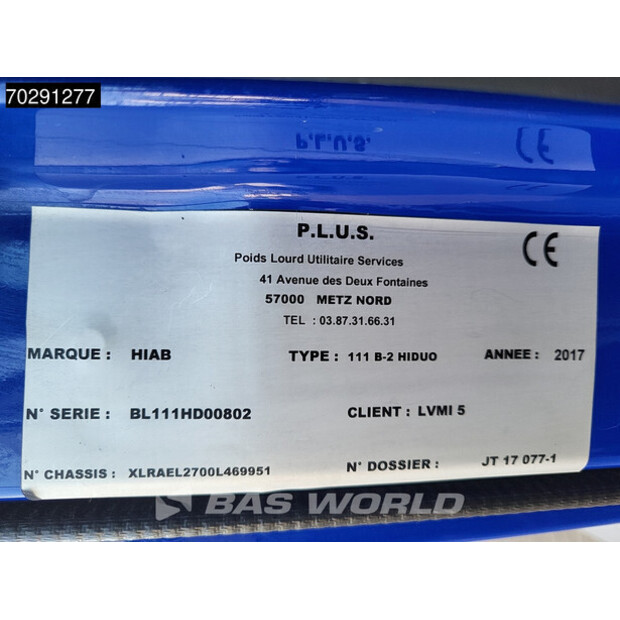 70291277
P.L.U.S. CE
P.L.U.S.
CE
Poids Lourd Utilitaire Services
41 Avenue des Deux Fontaines
57000 METZ NORD
TEL : 03.87.31.66.31
MARQUE : HIAB TYPE : 111 B-2 HIDUO ANNEE : 2017
N° SERIE : BL111HD00802 CLIENT : LVMI 5
N° CHASSIS : XLRAEL2700L469951 N° DOSSIER : JT 17 077-1
BAS WORLD